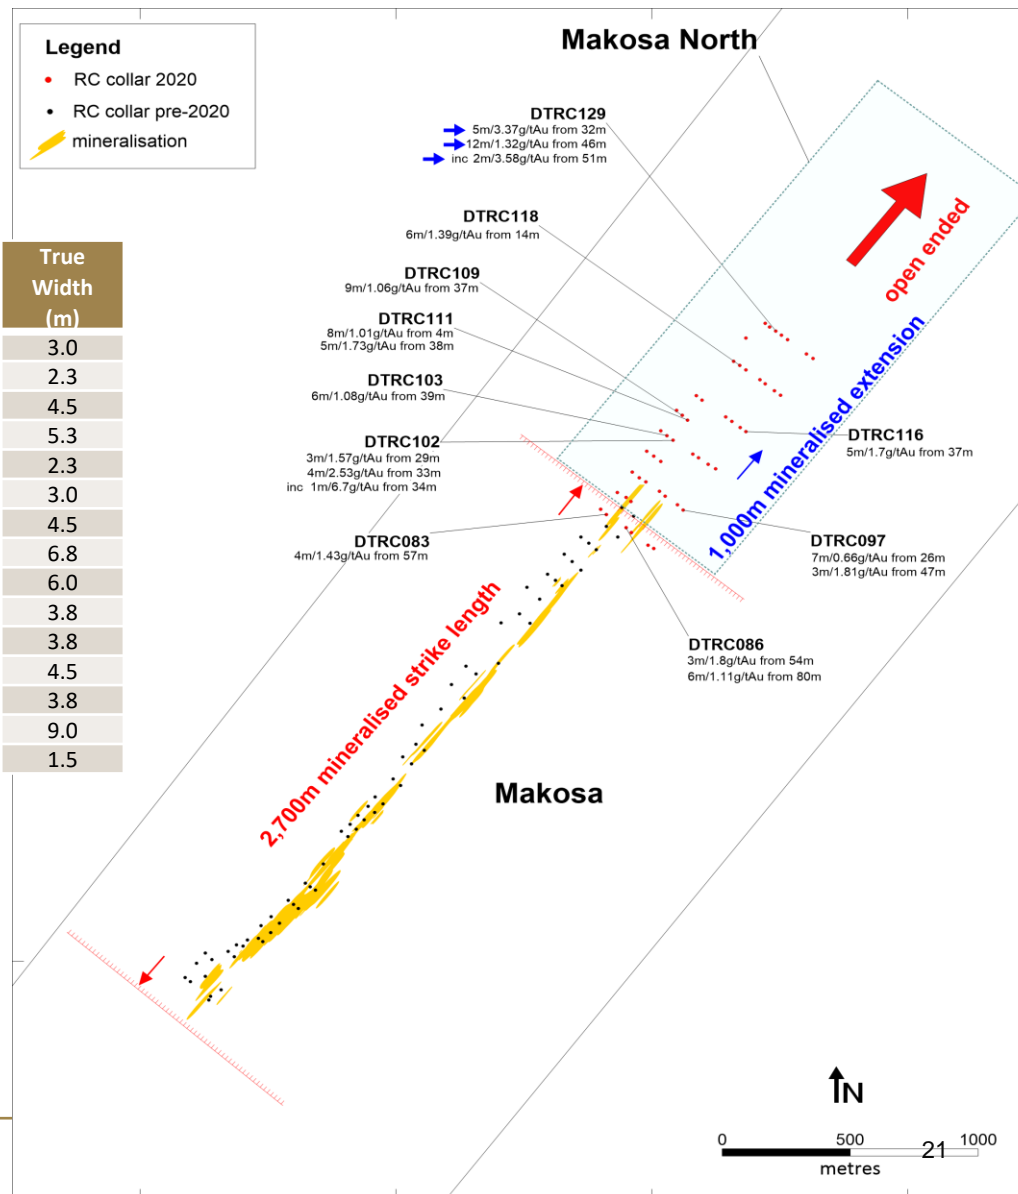 Makosa North
Legend
RC collar 2020
RC collar pre-2020
mineralisation
DTRC129
5m/3.37g/tAu from 32m
12m/1.32g/tAu from 46m
inc 2m/3.58g/tAu from 51m
DTRC118
6m/1.39g/tAu from 14m
DTRC109
9m/1.06g/tAu from 37m
DTRC111
8m/1.01g/tAu from 4m
5m/1.73g/tAu from 38m
DTRC103
6m/1.08g/tAu from 39m
DTRC102
3m/1.57g/tAu from 29m
4m/2.53g/tAu from 33m
inc 1m/6.7g/tAu from 34m
DTRC083
4m/1.43g/tAu from 57m
open ended
1,000m mineralised extension
DTRC116
5m/1.7g/tAu from 37m
DTRC097
7m/0.66g/tAu from 26m
3m/1.81g/tAu from 47m
DTRC086
3m/1.8g/tAu from 54m
6m/1.11g/tAu from 80m
2,700m mineralised strike length
Makosa
True
Width
(m)
3.0
2.3
4.5
5.3
2.3
3.0
4.5
6.8
6.0
3.8
3.8
4.5
3.8
9.0
1.5
N
0 500 1000
metres
21